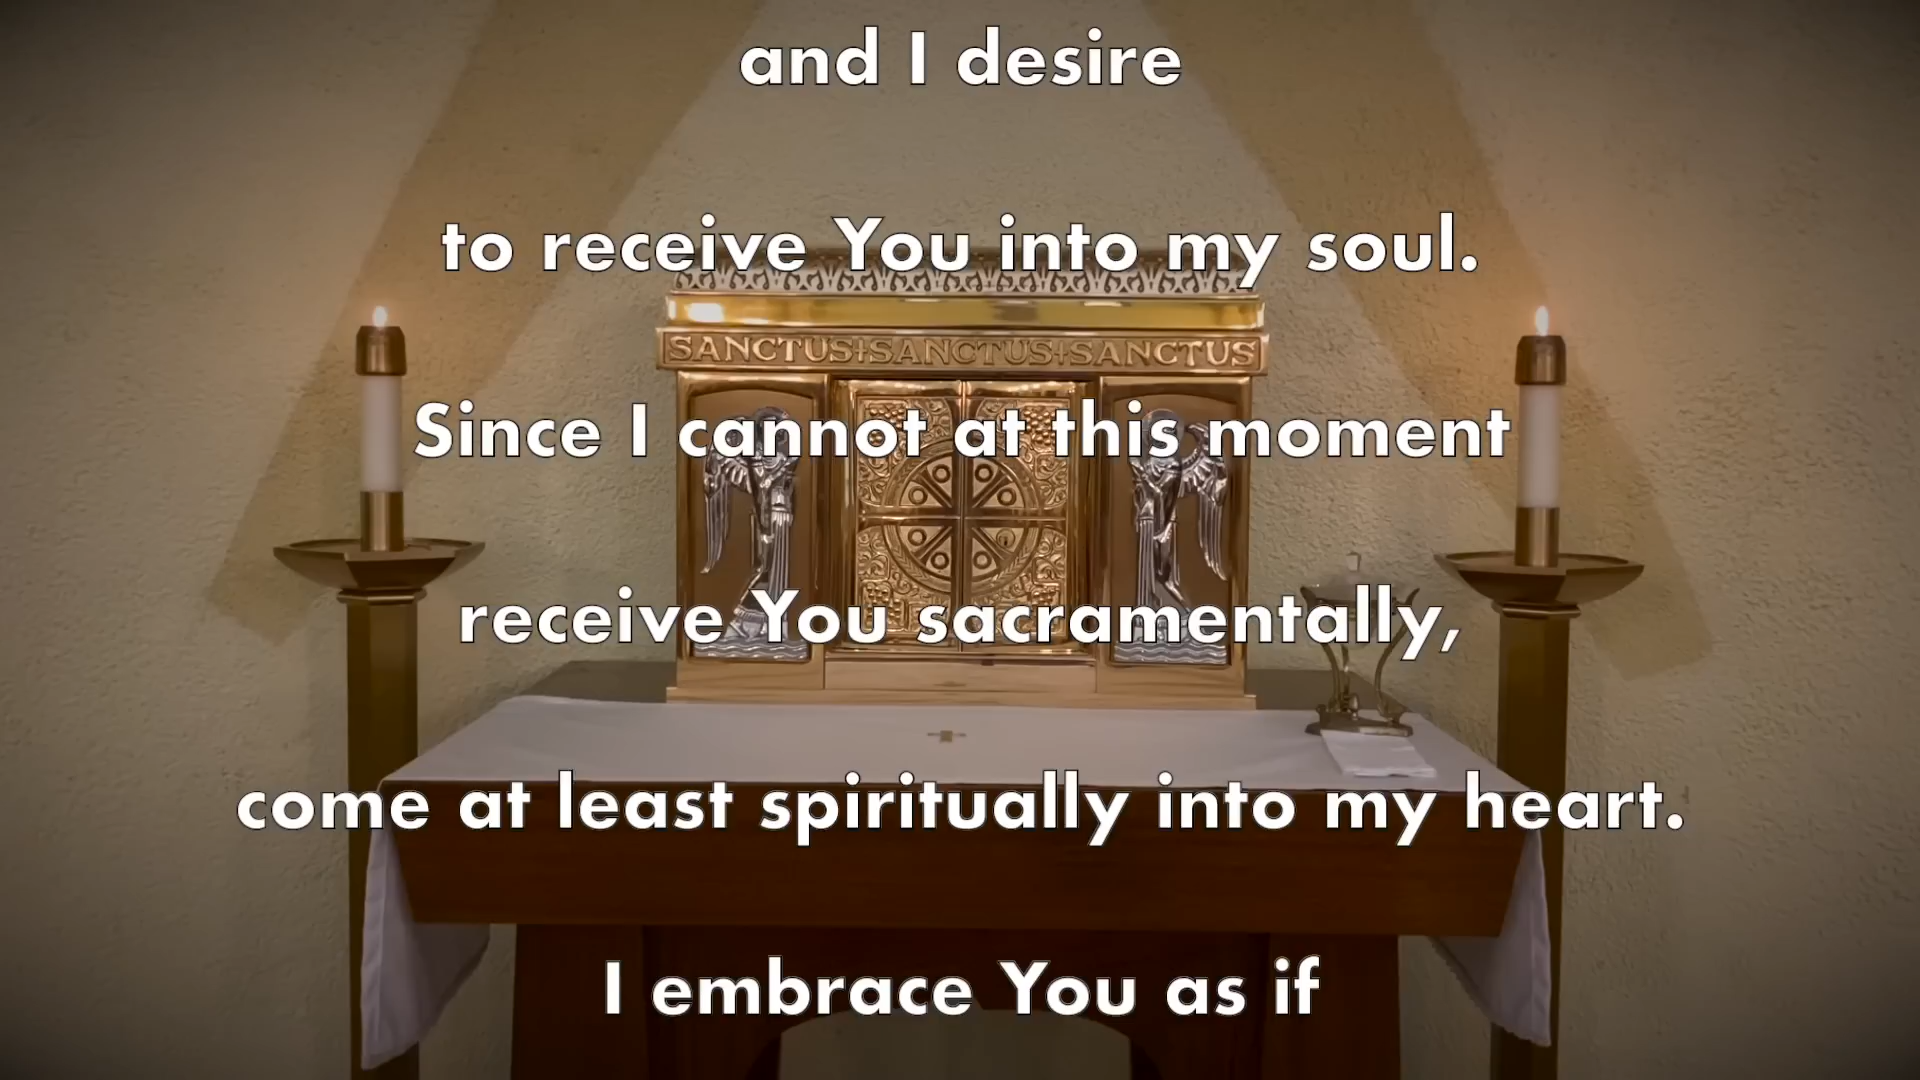 and I desire
to receive You into my soul.
SANCTUS+SANCTUS+SANCTUS
Since I cannot at this moment
receive You sacramentally,
come at least spiritually into my heart.
I embrace You as if